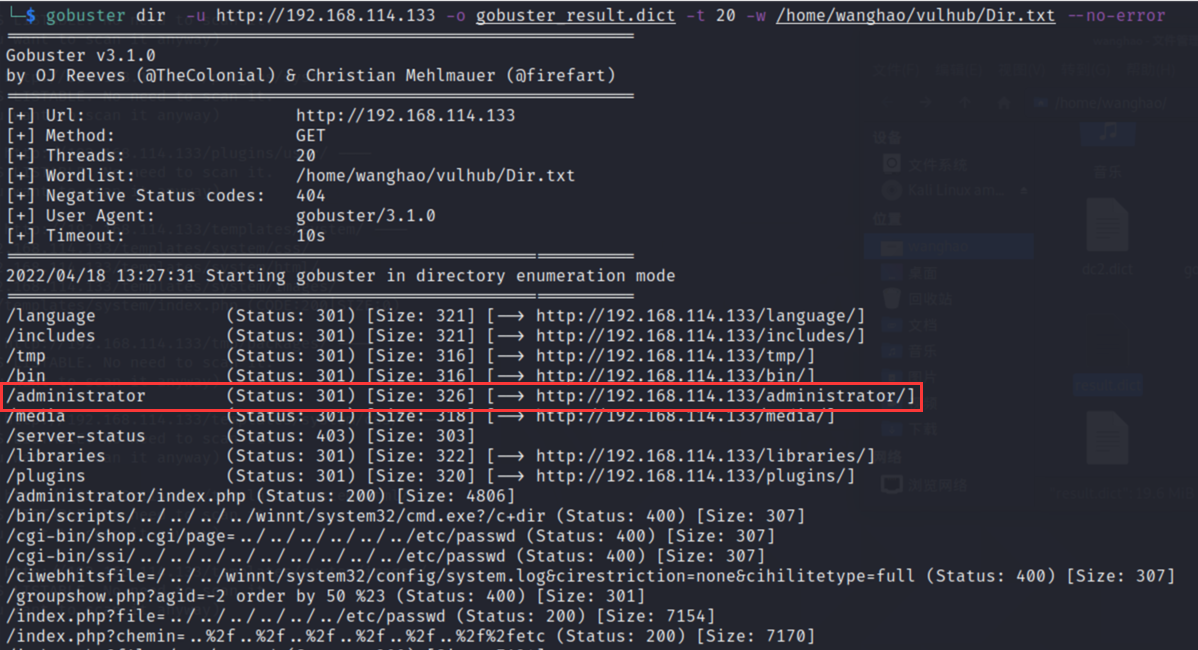 └─$ gobuster dir -u http://192.168.114.133 -o gobuster_result.dict -t 20 -w /home/wanghao/vulhub/Dir.txt --no-error
Gobuster v3.1.0
by OJ Reeves (@TheColonial) & Christian Mehlmauer (@firefart)
[+] Url: http://192.168.114.133
[+] Method: GET
[+] Threads: 20
[+] Wordlist: /home/wanghao/vulhub/Dir.txt
[+] Negative Status codes: 404
[+] User Agent: gobuster/3.1.0
[+] Timeout: 10s
2022/04/18 13:27:31 Starting gobuster in directory enumeration mode
/language (Status: 301) [Size: 321] [--> http://192.168.114.133/language/]
/includes (Status: 301) [Size: 321] [--> http://192.168.114.133/includes/]
/tmp (Status: 301) [Size: 316] [--> http://192.168.114.133/tmp/]
/bin (Status: 301) [Size: 316] [--> http://192.168.114.133/bin/]
/administrator (Status: 301) [Size: 326] [--> http://192.168.114.133/administrator/]
/media (Status: 301) [Size: 318] [--> http://192.168.114.133/media/]
/server-status (Status: 403) [Size: 303]
/libraries (Status: 301) [Size: 322] [--> http://192.168.114.133/libraries/]
/plugins (Status: 301) [Size: 320] [--> http://192.168.114.133/plugins/]
/administrator/index.php (Status: 200) [Size: 4806]
/bin/scripts/../../../../winnt/system32/cmd.exe?/c+dir (Status: 400) [Size: 307]
/cgi-bin/shop.cgi/page=../../../../../../etc/passwd (Status: 400) [Size: 307]
/cgi-bin/ssi/../../../../../../../../../etc/passwd (Status: 400) [Size: 307]
/ciwebhitsfile=/../../winnt/system32/config/system.log&cirestriction=none&cihilitetype=full (Status: 400) [Size: 307]
/groupshow.php?agid=-2 order by 50 %23 (Status: 400) [Size: 301]
/index.php?file=../../../../../../etc/passwd (Status: 200) [Size: 7154]
/index.php?chemin=..%2f..%2f..%2f..%2f..%2f..%2f%2fetc (Status: 200) [Size: 7170]